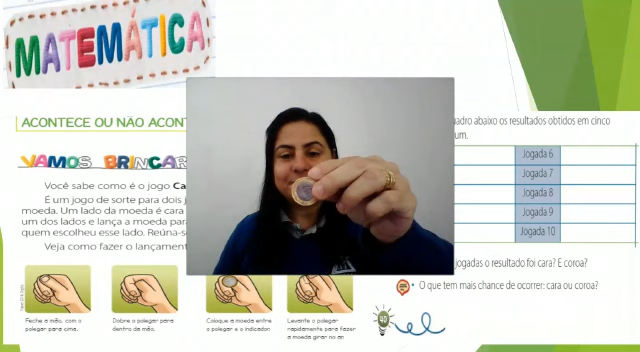 MATEMÁTICA
ACONTECE OU NÃO ACONT
VAMOS BRINCAR
Você sabe como é o jogo Ca
É um jogo de sorte para dois j
moeda. Um lado da moeda é cara
um dos lados e lança a moeda par
quem escolheu esse lado. Reúna-s
Veja como fazer o lançament
Feche a mão, com o
polegar para cima.
Dobre o polegar para
dentro da mão.
Coloque a moeda entre
o polegar e o indicador.
Levante o polegar
rapidamente para fazer
a moeda girar no ar.
uadro abaixo os resultados obtidos em cinco
um.
Jogada 6
Jogada 7
Jogada 8
Jogada 9
Jogada 10
jogadas o resultado foi cara? E coroa?
• O que tem mais chance de ocorrer: cara ou coroa?